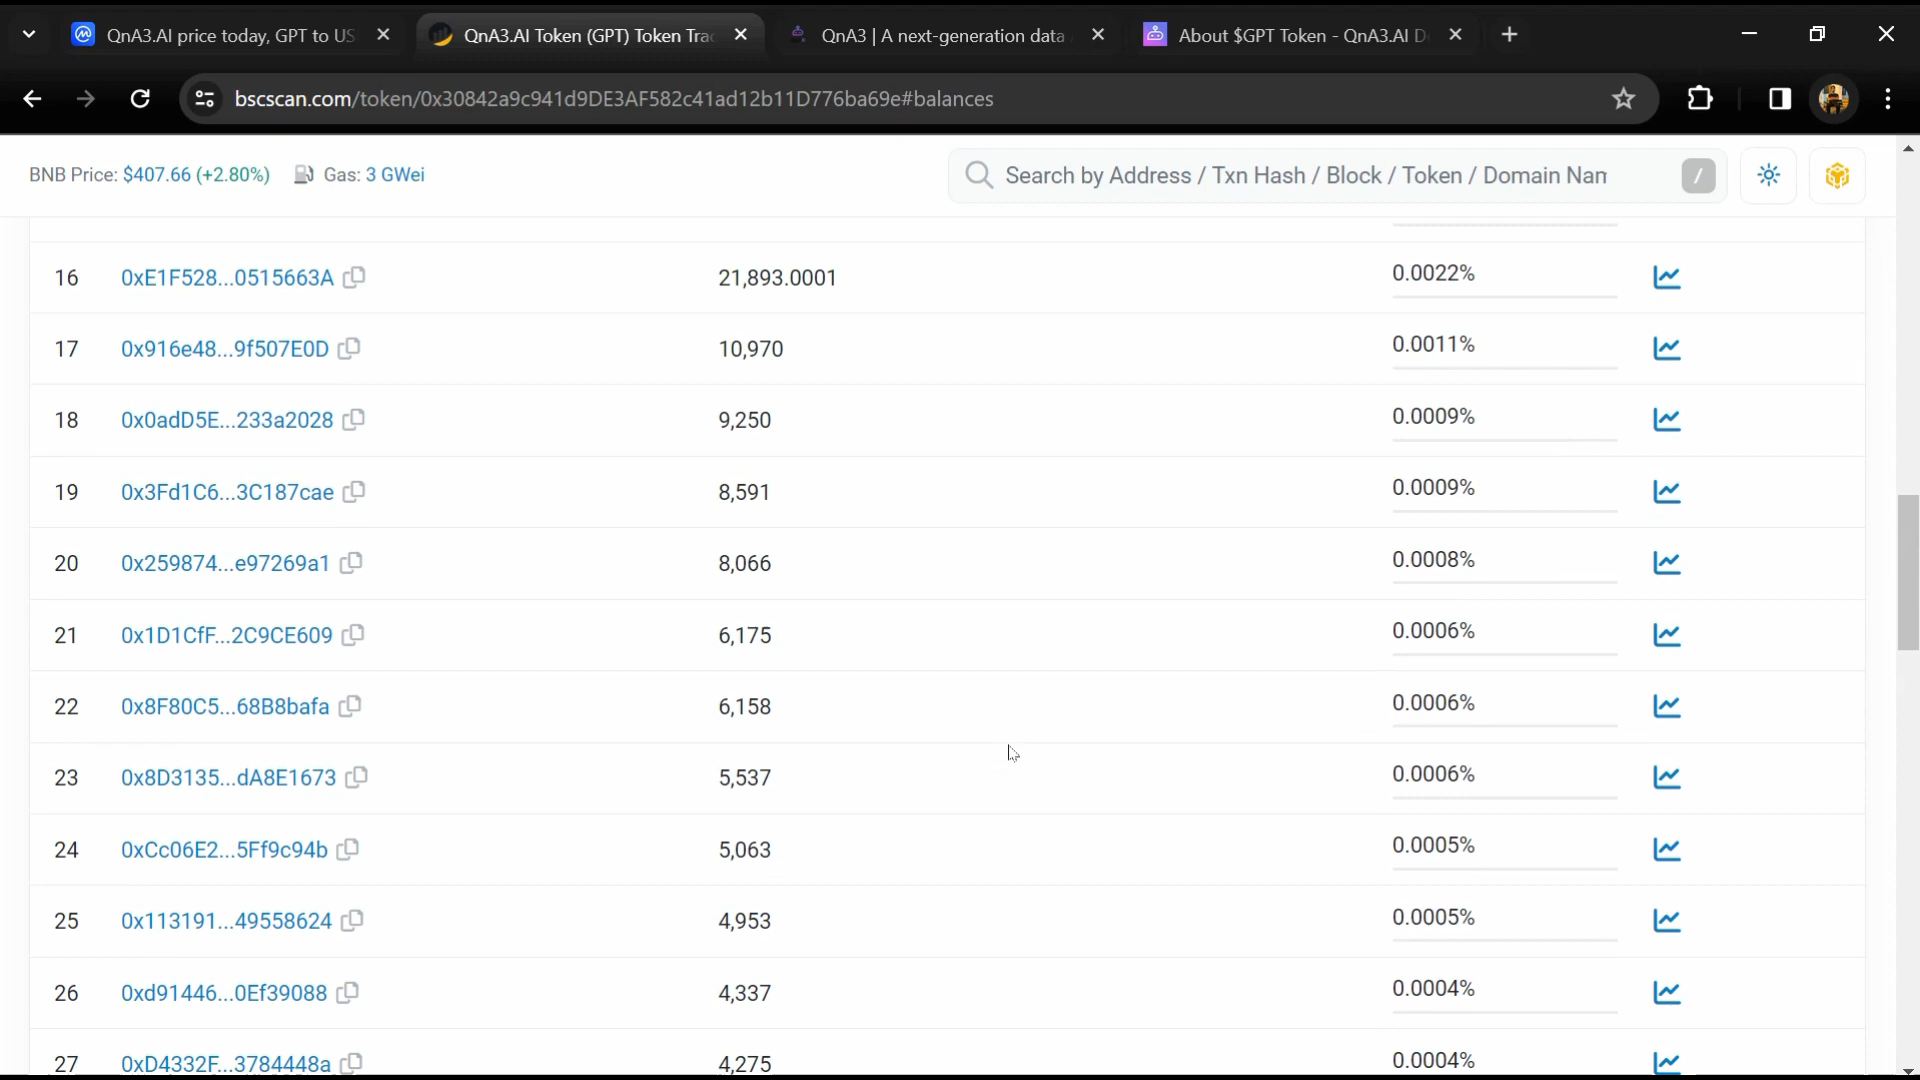 QnA3.AI price today, GPT to US
QnA3.AI Token (GPT) Token Trac
QnA3 | A next-generation data
About $GPT Token - QnA3.AI D
bscscan.com/token/0x30842a9c941d9DE3AF582c41ad12b11D776ba69e#balances
BNB Price: $407.66 (+2.80%) Gas: 3 GWei
Search by Address / Txn Hash / Block / Token / Domain Nam /
16 0xE1F528...0515663A 21,893.0001 0.0022%
17 0x916e48...9f507E0D 10,970 0.0011%
18 0x0adD5E...233a2028 9,250 0.0009%
19 0x3Fd1C6...3C187cae 8,591 0.0009%
20 0x259874...e97269a1 8,066 0.0008%
21 0x1D1CfF...2C9CE609 6,175 0.0006%
22 0x8F80C5...68B8bafa 6,158 0.0006%
23 0x8D3135...dA8E1673 5,537 0.0006%
24 0xCc06E2...5Ff9c94b 5,063 0.0005%
25 0x113191...49558624 4,953 0.0005%
26 0xd91446...0Ef39088 4,337 0.0004%
27 0xD4332F...3784448a 4,275 0.0004%